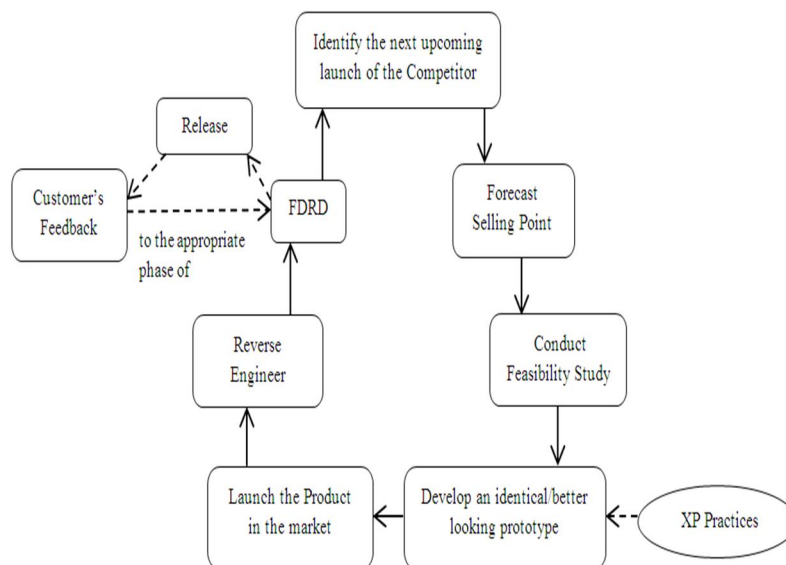 Identify the next upcoming
launch of the Competitor
Release
Customer's
Feedback
FDRD
to the appropriate
phase of
Forecast
Selling Point
Reverse
Engineer
Conduct
Feasibility Study
Launch the Product
in the market
Develop an identical/better
looking prototype
XP Practices